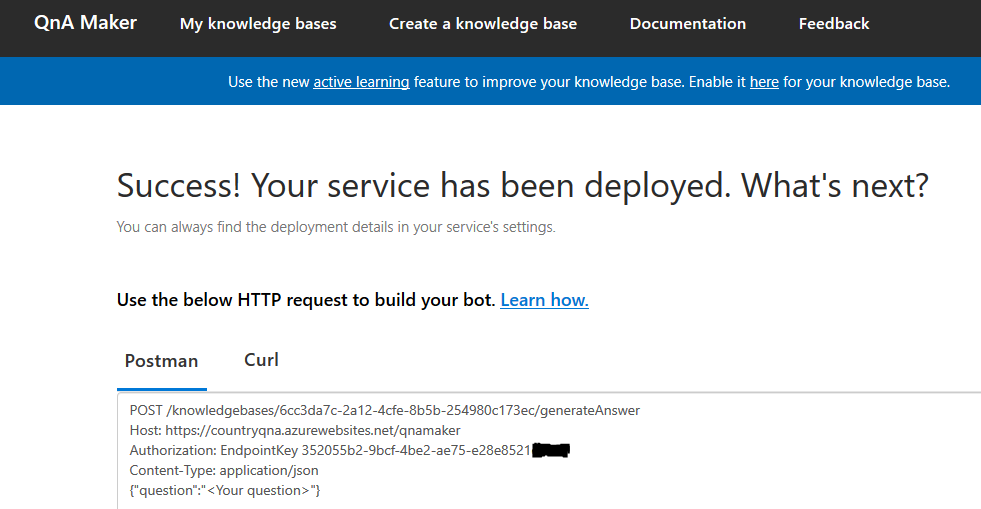 QnA Maker My knowledge bases Create a knowledge base Documentation Feedback
Use the new active learning feature to improve your knowledge base. Enable it here for your knowledge base.
Success! Your service has been deployed. What's next?
You can always find the deployment details in your service's settings.
Use the below HTTP request to build your bot. Learn how.
Postman Curl
POST /knowledgebases/6cc3da7c-2a12-4cfe-8b5b-254980c173ec/generateAnswer
Host: https://countryqna.azurewebsites.net/qnamaker
Authorization: EndpointKey 352055b2-9bcf-4be2-ae75-e28e8521
Content-Type: application/json
{"question":"<Your question>"}